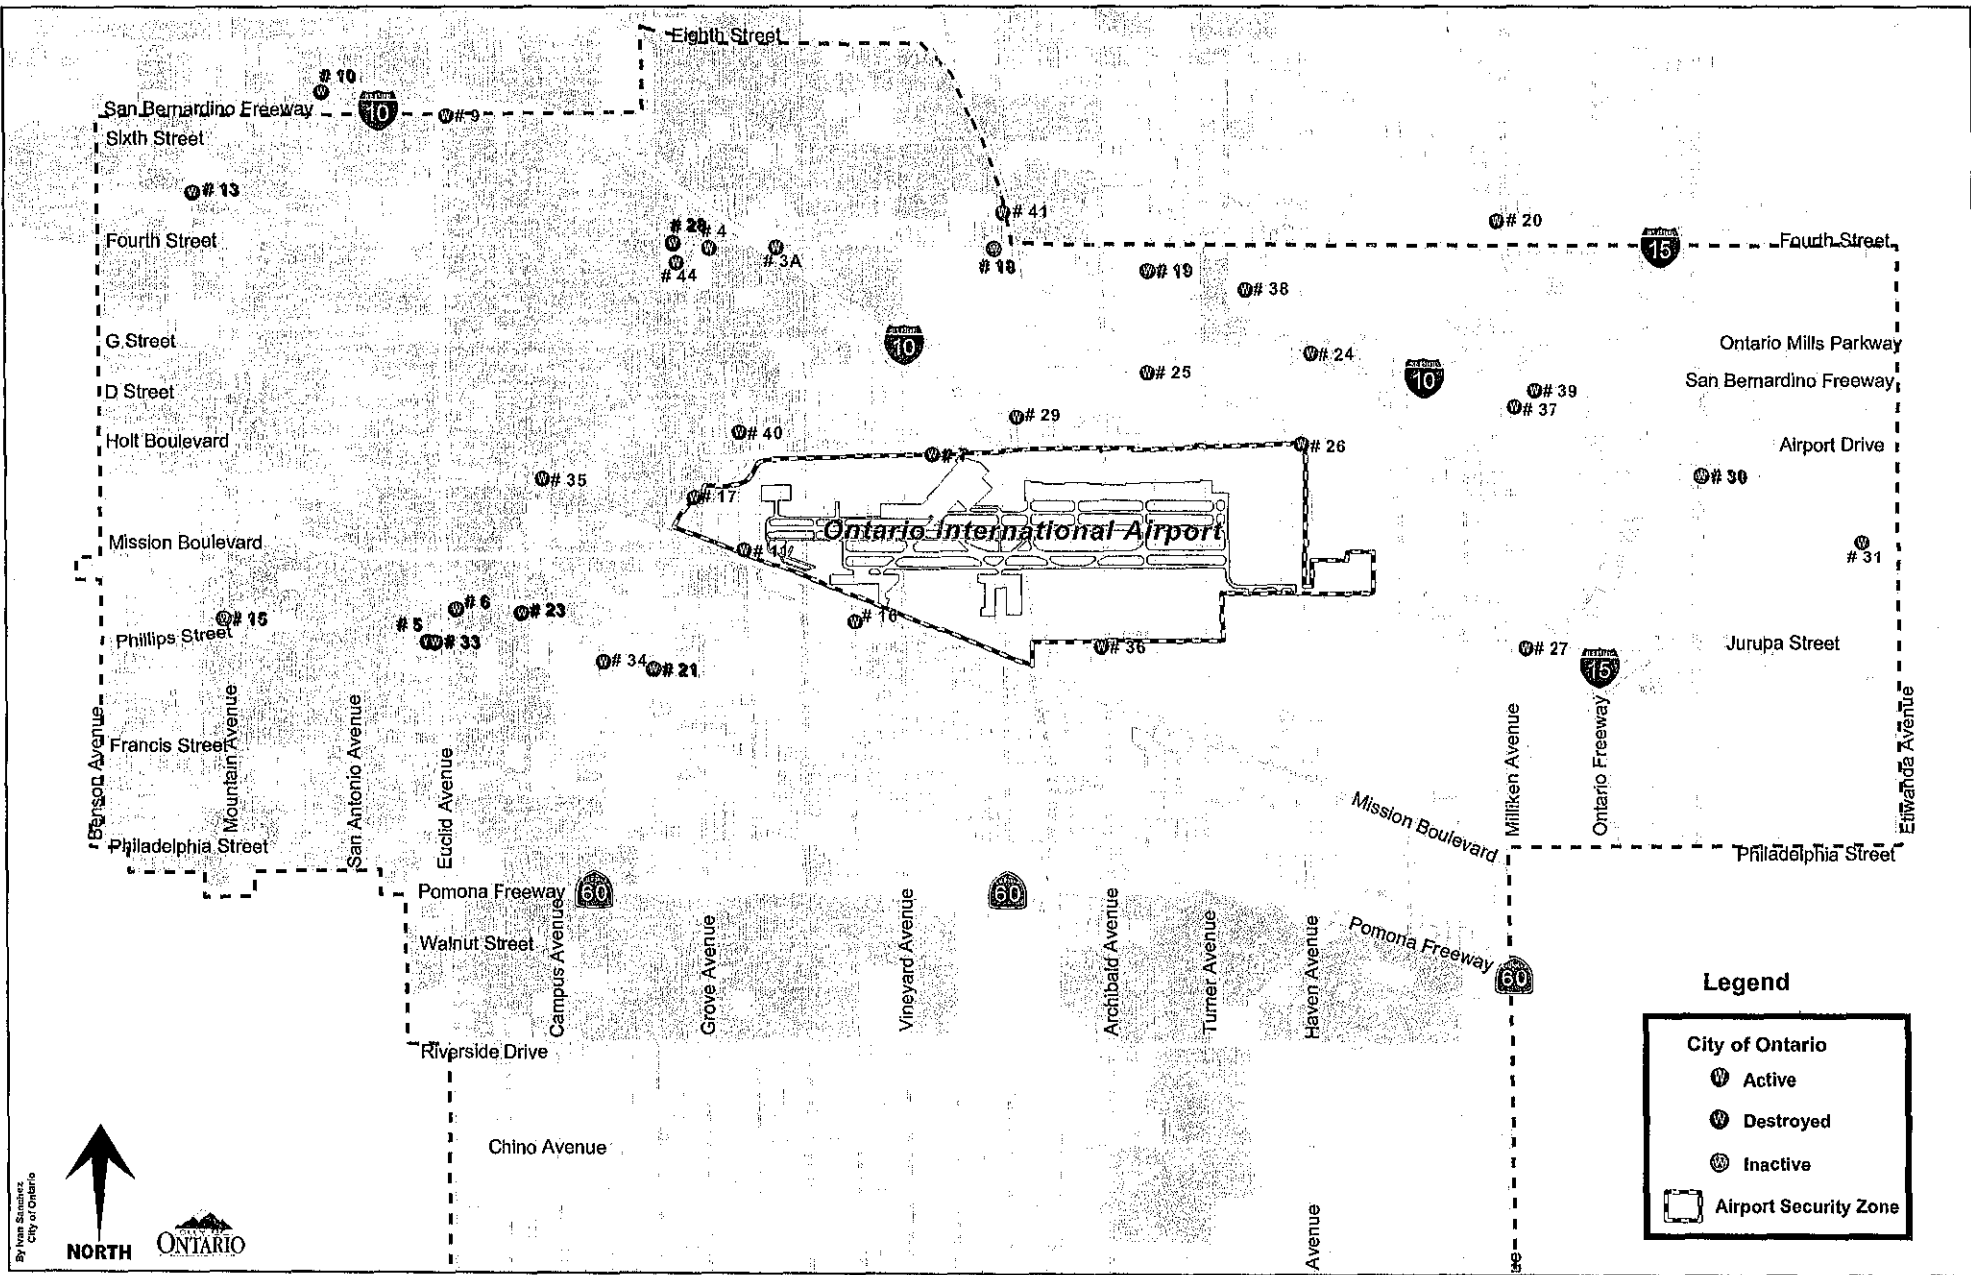 Eighth Street
# 10
San Bernardino Freeway
10
# 9
Sixth Street
# 13
# 41
# 20
Fourth Street
# 28
# 4
# 44
# 3A
# 18
15
Fourth Street
# 19
# 38
G Street
10
# 24
Ontario Mills Parkway
# 25
10
San Bernardino Freeway
D Street
# 39
# 37
# 29
Holt Boulevard
# 40
# 7
# 26
Airport Drive
# 35
# 17
# 30
Ontario International Airport
Mission Boulevard
# 11
# 31
# 15
# 6
# 23
# 5
# 33
Phillips Street
# 34
# 21
# 36
# 27
15
Jurupa Street
Benson Avenue
Mountain Avenue
San Antonio Avenue
Euclid Avenue
Milliken Avenue
Ontario Freeway
Etiwanda Avenue
Francis Street
Mission Boulevard
Philadelphia Street
Philadelphia Street
Pomona Freeway
60
60
Walnut Street
Campus Avenue
Grove Avenue
Vineyard Avenue
Archibald Avenue
Turner Avenue
Haven Avenue
Pomona Freeway
60
Riverside Drive
Chino Avenue
Avenue
Legend
City of Ontario
Active
Destroyed
Inactive
Airport Security Zone
By Ivan Sanchez
City of Ontario
NORTH
ONTARIO